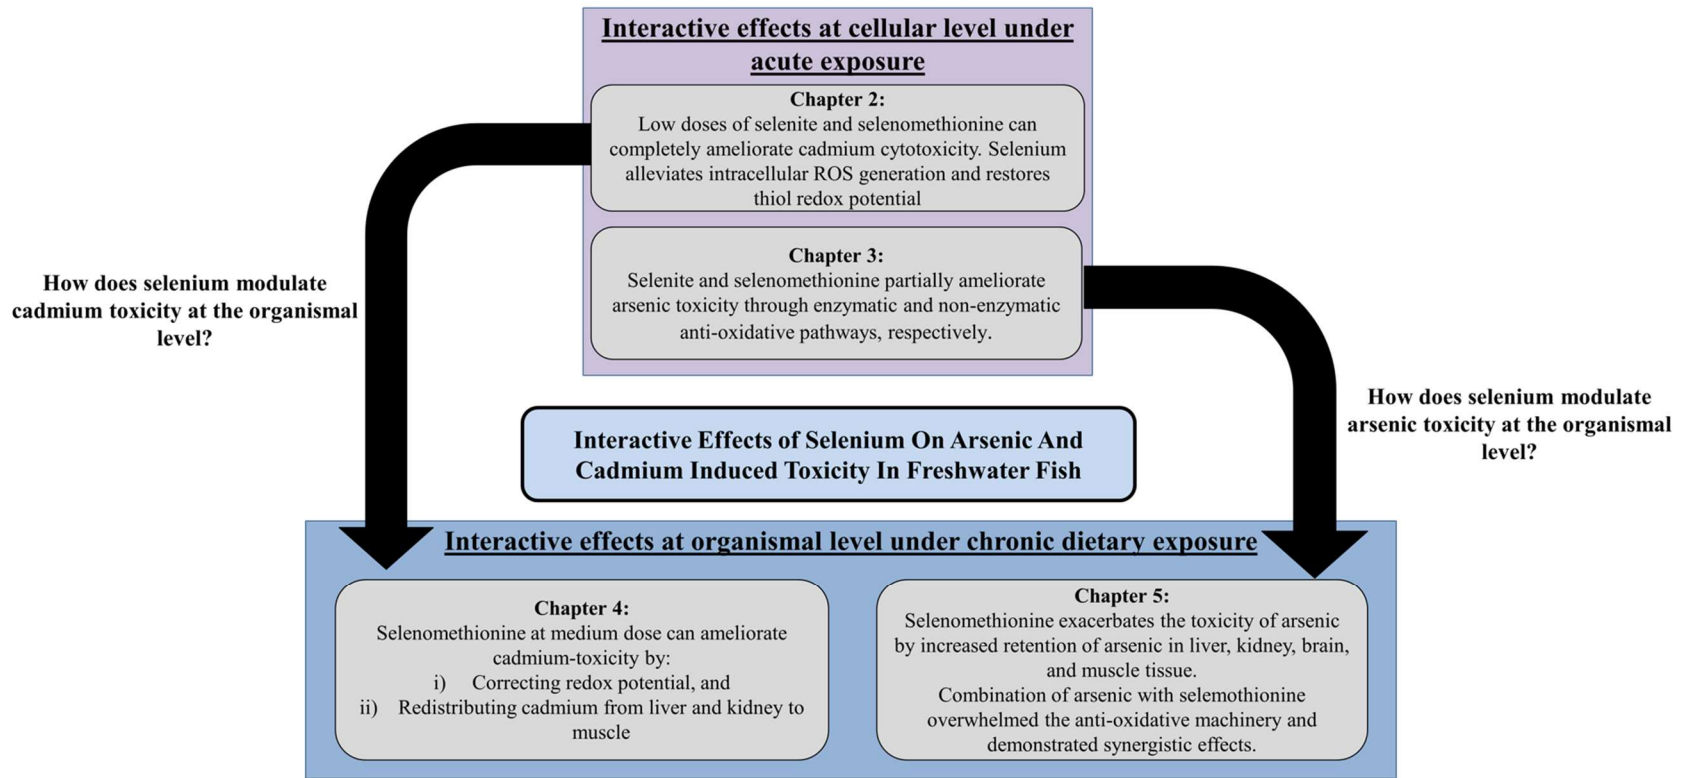 Interactive effects at cellular level under
acute exposure
Chapter 2:
Low doses of selenite and selenomethionine can
completely ameliorate cadmium cytotoxicity. Selenium
alleviates intracellular ROS generation and restores
thiol redox potential
Chapter 3:
Selenite and selenomethionine partially ameliorate
arsenic toxicity through enzymatic and non-enzymatic
anti-oxidative pathways, respectively.
How does selenium modulate
cadmium toxicity at the organismal
level?
How does selenium modulate
arsenic toxicity at the organismal
level?
Interactive Effects of Selenium On Arsenic And
Cadmium Induced Toxicity In Freshwater Fish
Interactive effects at organismal level under chronic dietary exposure
Chapter 4:
Selenomethionine at medium dose can ameliorate
cadmium-toxicity by:
i) Correcting redox potential, and
ii) Redistributing cadmium from liver and kidney to
muscle
Chapter 5:
Selenomethionine exacerbates the toxicity of arsenic
by increased retention of arsenic in liver, kidney, brain,
and muscle tissue.
Combination of arsenic with selemothionine
overwhelmed the anti-oxidative machinery and
demonstrated synergistic effects.